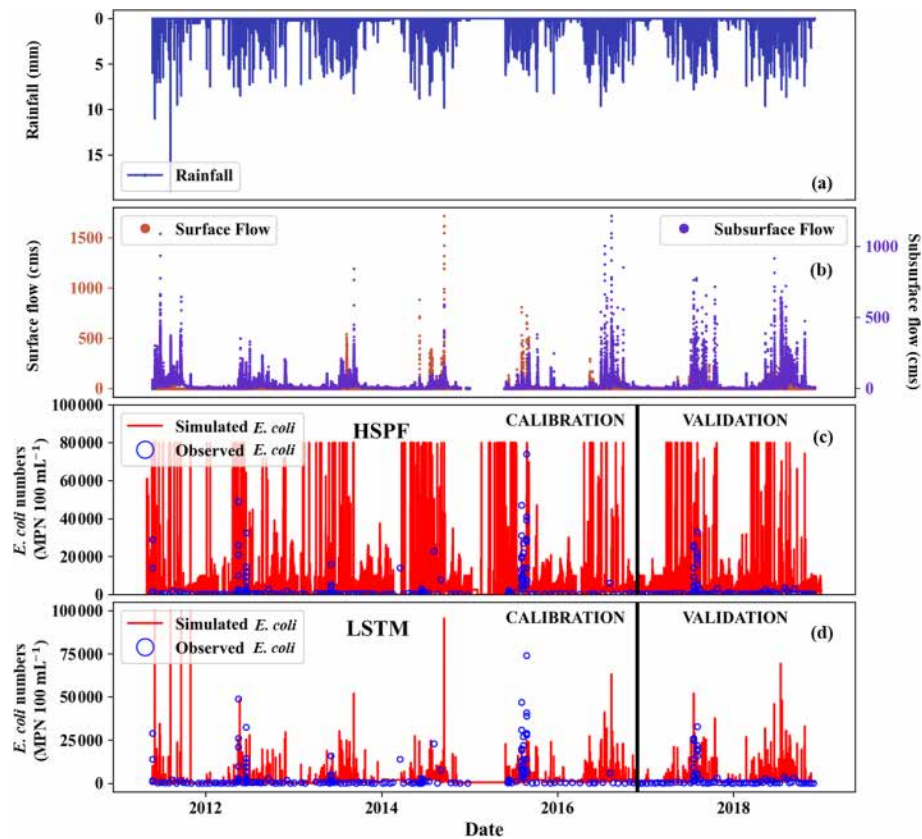 0
5
10
15
Rainfall (mm)
Rainfall
(a)
1500
1000
500
0
Surface flow (cms)
Surface Flow
Subsurface Flow
(b)
1000
500
0
Subsurface flow (cms)
100000
80000
60000
40000
20000
0
E. coli numbers
(MPN 100 mL⁻¹)
Simulated E. coli
Observed E. coli
HSPF
CALIBRATION
VALIDATION
(c)
100000
75000
50000
25000
0
E. coli numbers
(MPN 100 mL⁻¹)
Simulated E. coli
Observed E. coli
LSTM
CALIBRATION
VALIDATION
(d)
2012
2014
2016
2018
Date